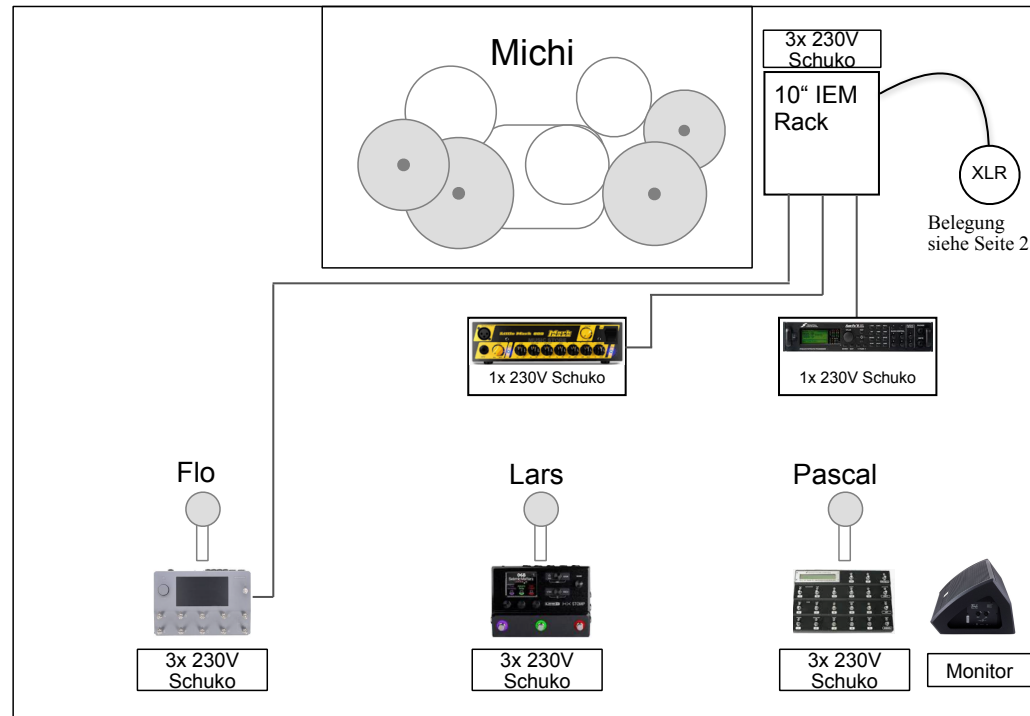 Michi
3x 230V
Schuko
10“ IEM
Rack
XLR
Belegung
siehe Seite 2
1x 230V Schuko
1x 230V Schuko
Flo
Lars
Pascal
3x 230V
Schuko
3x 230V
Schuko
3x 230V
Schuko
Monitor